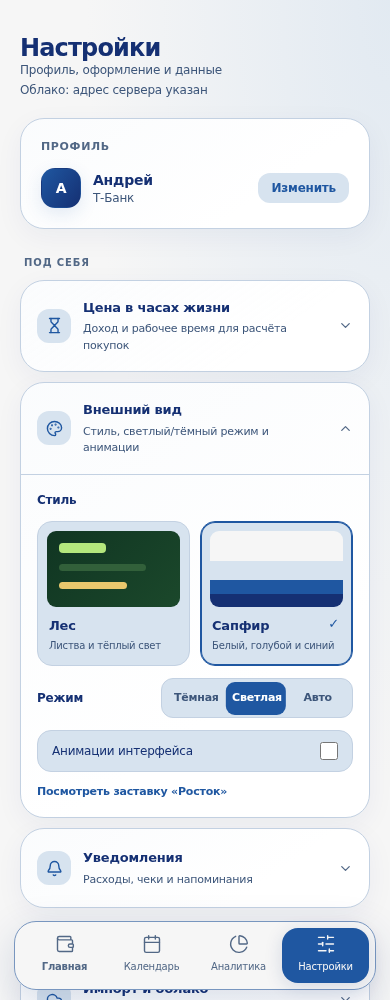 Настройки
Профиль, оформление и данные
Облако: адрес сервера указан
ПРОФИЛЬ
А
Андрей
Т-Банк
Изменить
ПОД СЕБЯ
Цена в часах жизни
Доход и рабочее время для расчёта
покупок
Внешний вид
Стиль, светлый/тёмный режим и
анимации
Стиль
Лес
Листва и тёплый свет
Сапфир
✓
Белый, голубой и синий
Режим
Тёмная
Светлая
Авто
Анимации интерфейса
Посмотреть заставку «Росток»
Уведомления
Расходы, чеки и напоминания
Главная
Календарь
Аналитика
Настройки
Импорт и облако